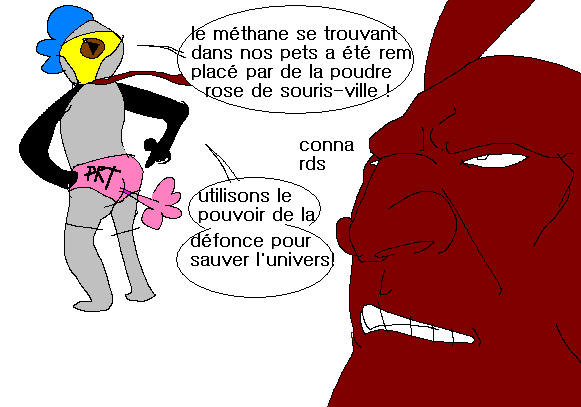 le méthane se trouvant
dans nos pets a été rem
placé par de la poudre
rose de souris-ville !
conna
rds
PRT
utilisons le
pouvoir de la
défonce pour
sauver l'univers!